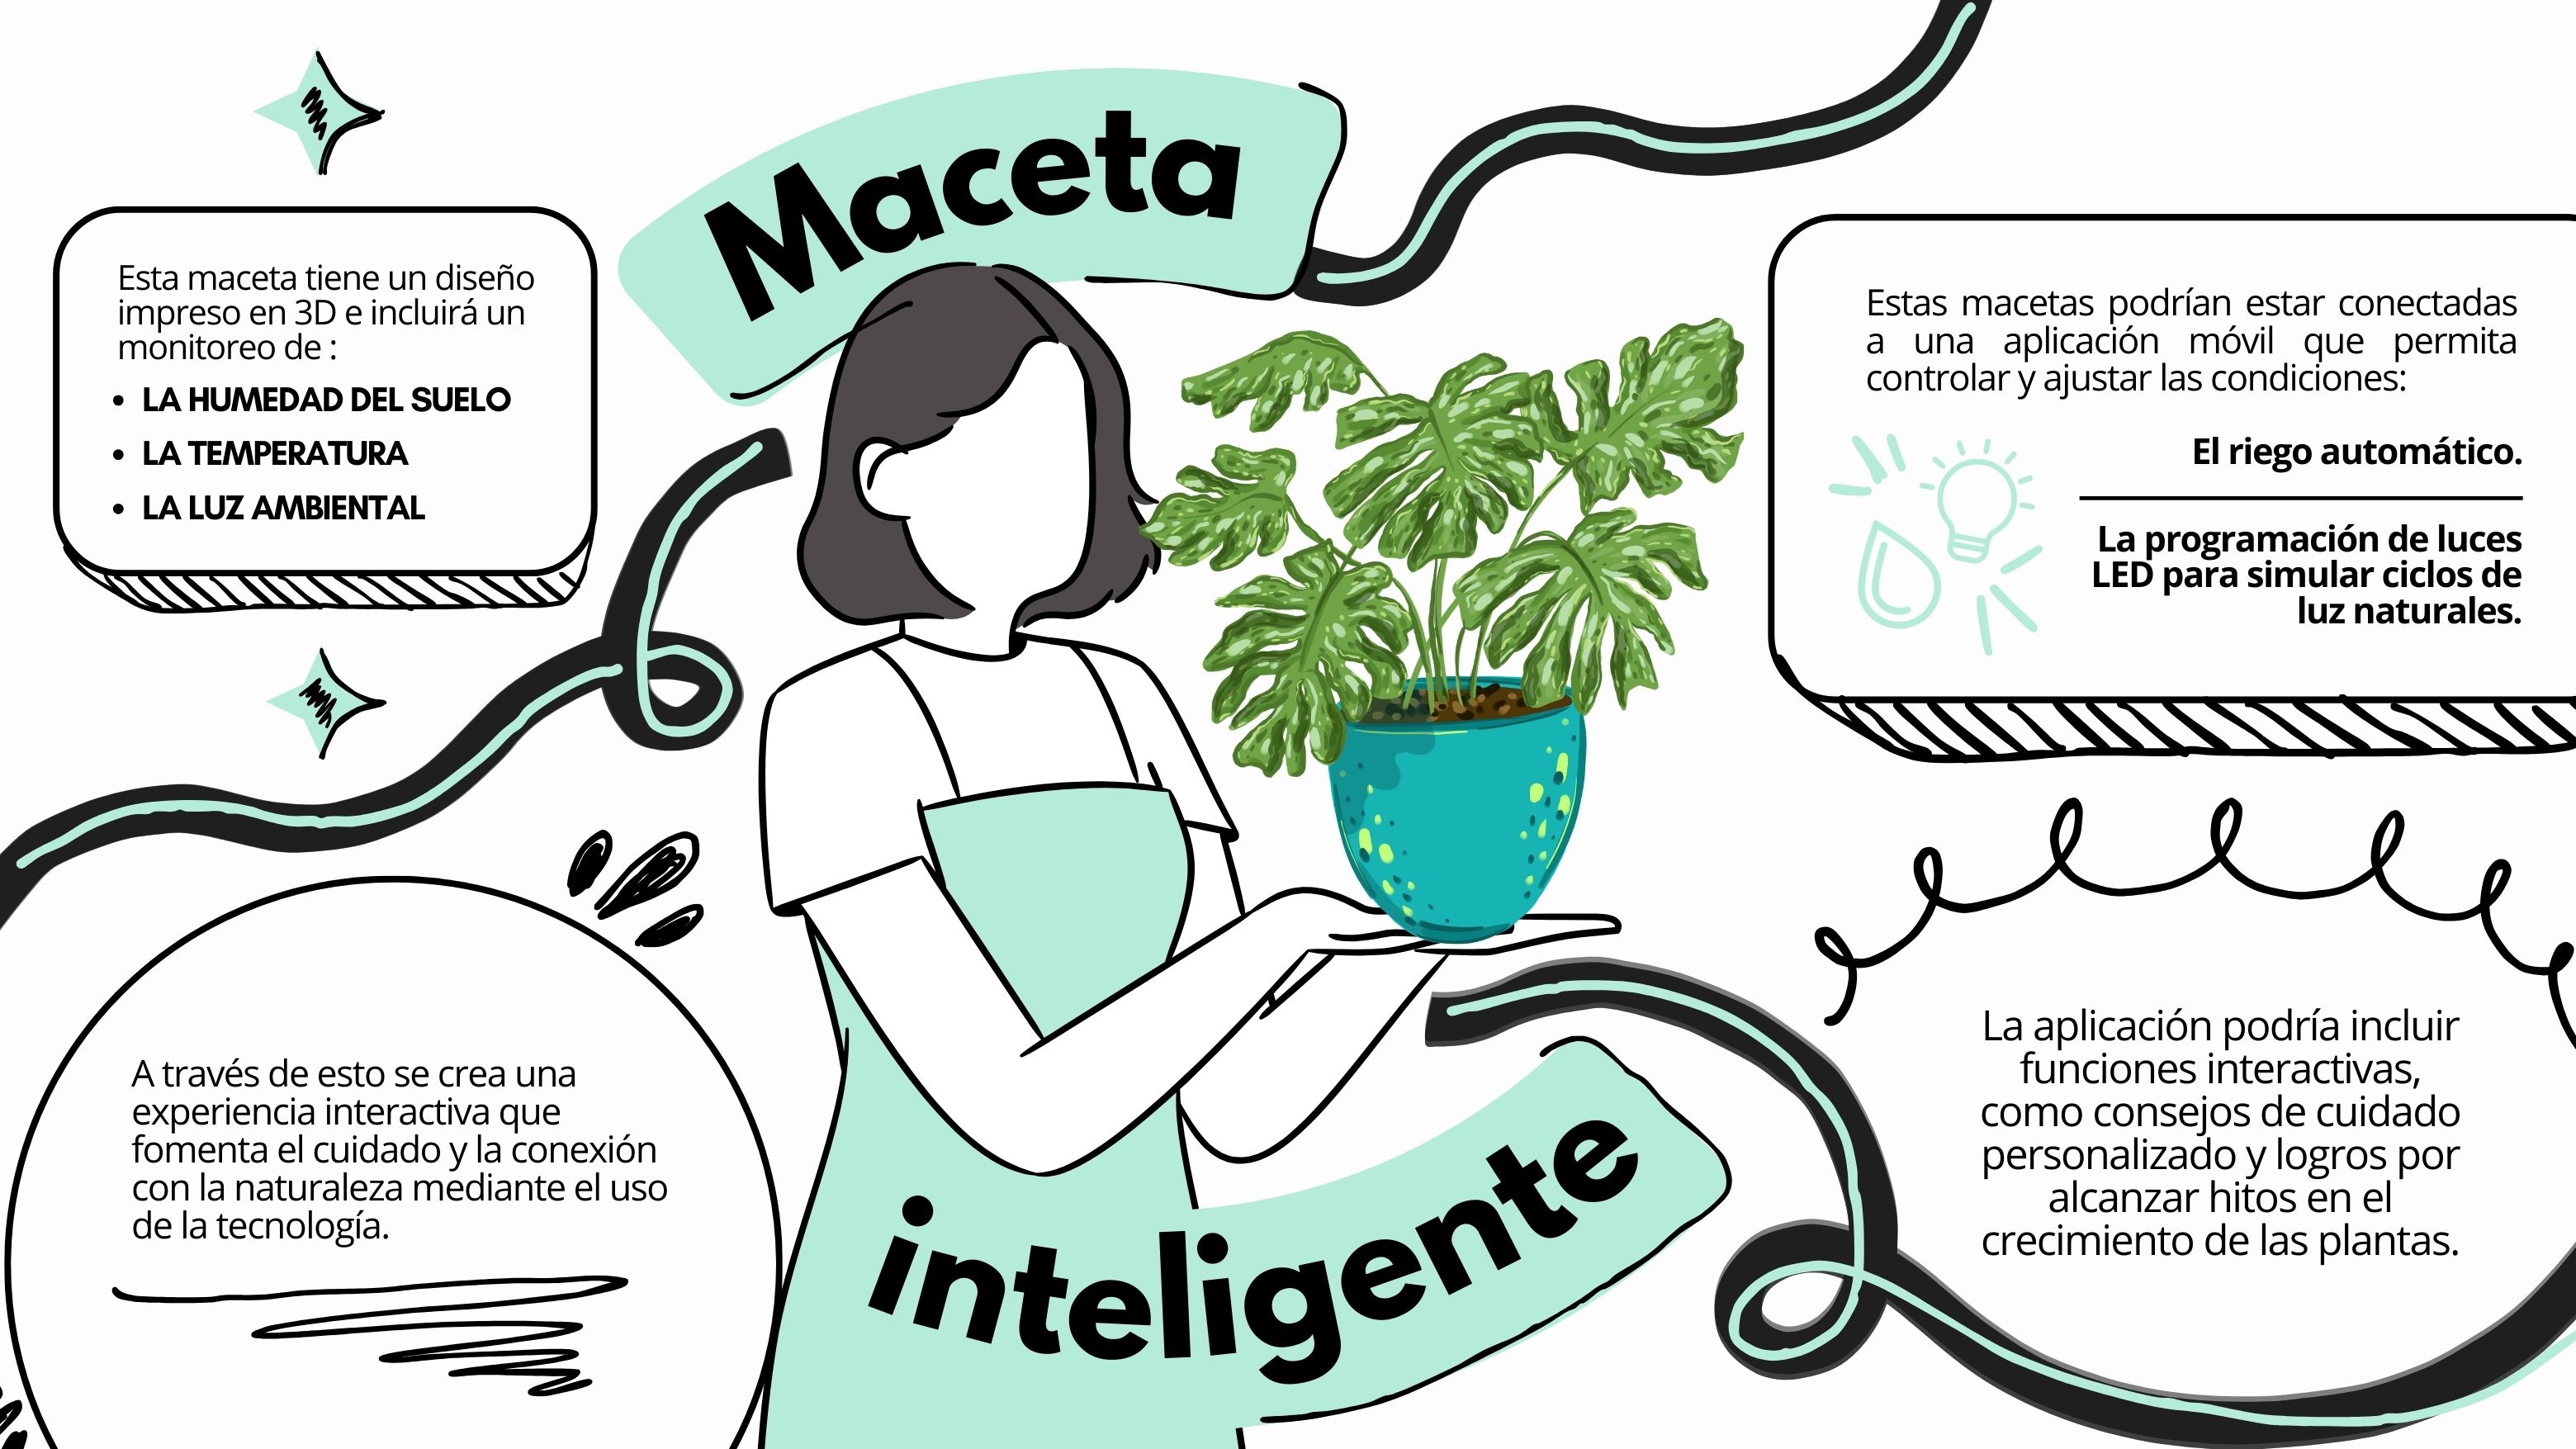 Maceta
inteligente
Esta maceta tiene un diseño
impreso en 3D e incluirá un
monitoreo de :
• LA HUMEDAD DEL SUELO
• LA TEMPERATURA
• LA LUZ AMBIENTAL
Estas macetas podrían estar conectadas
a una aplicación móvil que permita
controlar y ajustar las condiciones:
El riego automático.
La programación de luces
LED para simular ciclos de
luz naturales.
A través de esto se crea una
experiencia interactiva que
fomenta el cuidado y la conexión
con la naturaleza mediante el uso
de la tecnología.
La aplicación podría incluir
funciones interactivas,
como consejos de cuidado
personalizado y logros por
alcanzar hitos en el
crecimiento de las plantas.